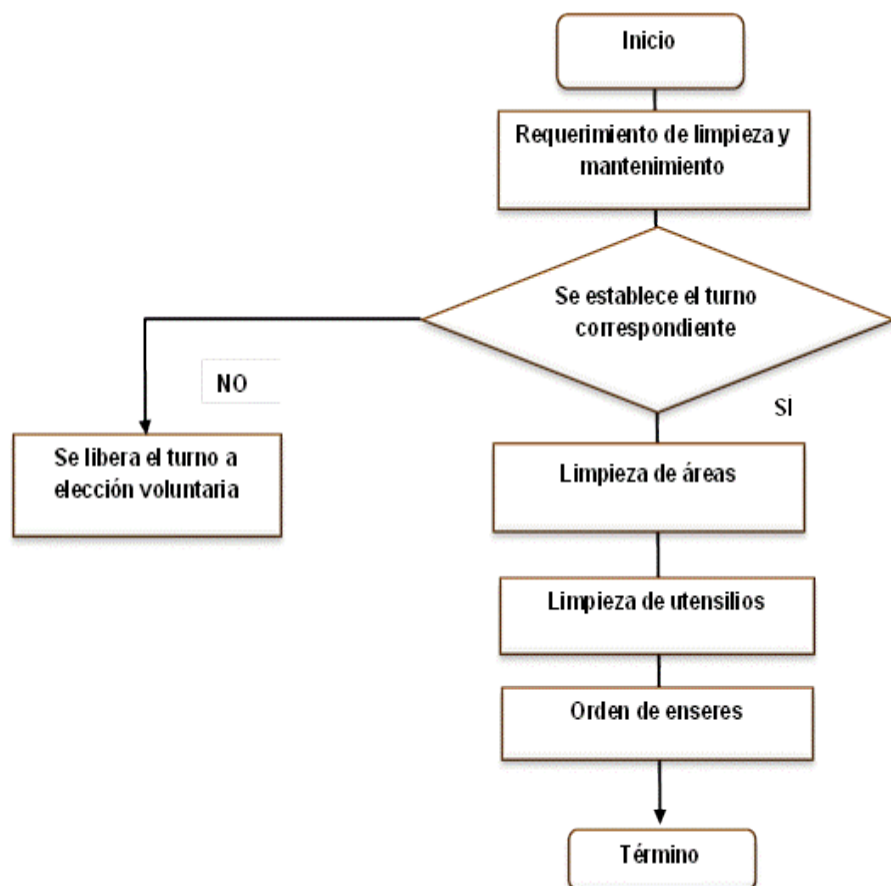 Inicio
Requerimiento de limpieza y
mantenimiento
Se establece el turno
correspondiente
NO
SI
Se libera el turno a
elección voluntaria
Limpieza de áreas
Limpieza de utensilios
Orden de enseres
Término